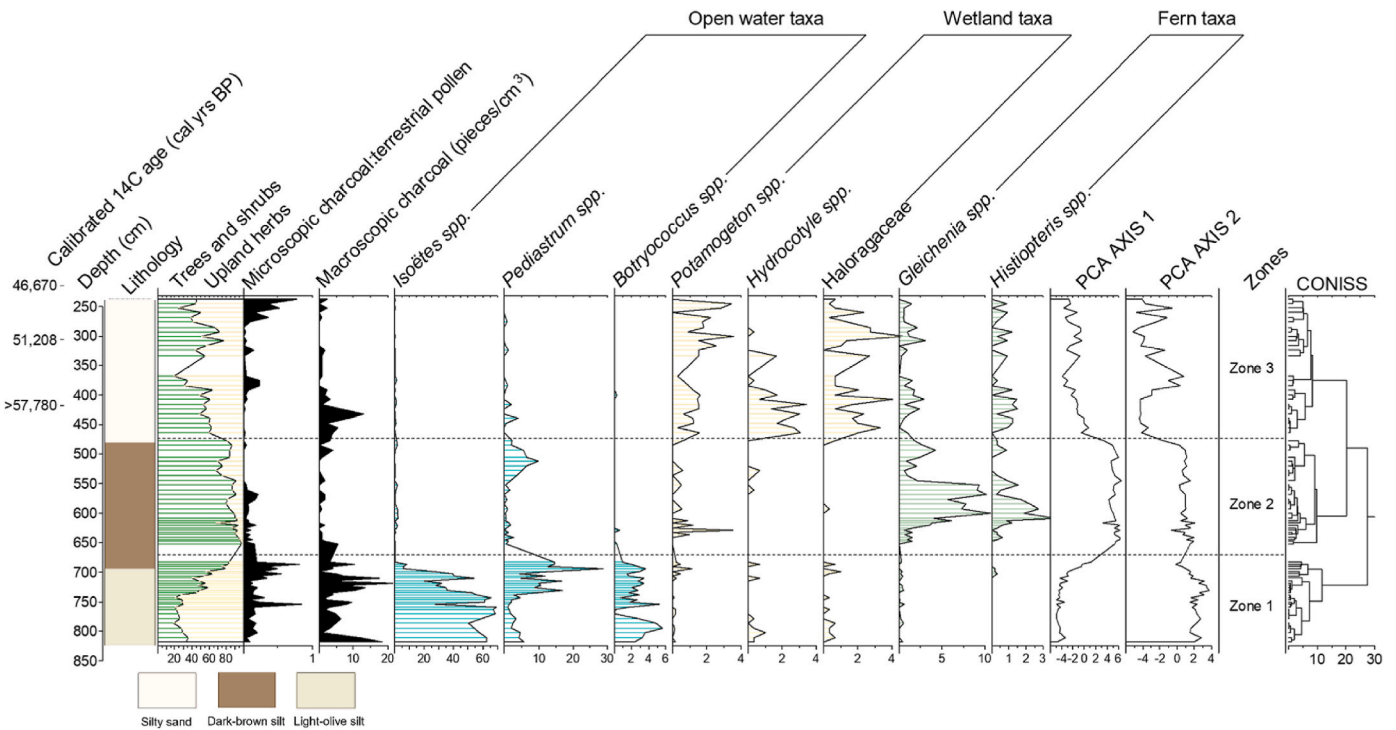 Open water taxa
Wetland taxa
Fern taxa
Calibrated 14C age (cal yrs BP)
Depth (cm)
Lithology
Trees and shrubs
Upland herbs
Microscopic charcoal:terrestrial pollen
Macroscopic charcoal (pieces/cm3)
Isoëtes spp.
Pediastrum spp.
Botryococcus spp.
Potamogeton spp.
Hydrocotyle spp.
Haloragaceae
Gleichenia spp.
Histiopteris spp.
PCA AXIS 1
PCA AXIS 2
Zones
CONISS
46,670
51,208
>57,780
250
300
350
400
450
500
550
600
650
700
750
800
850
Zone 3
Zone 2
Zone 1
20 40 60 80
1
10 20
20 40 60
10 20 30
2 4 6
2 4
2 4
2 4
5 10
1 2 3
-4 -2 0 2 4 6
-4 -2 0 2 4
10 20 30
Silty sand
Dark-brown silt
Light-olive silt